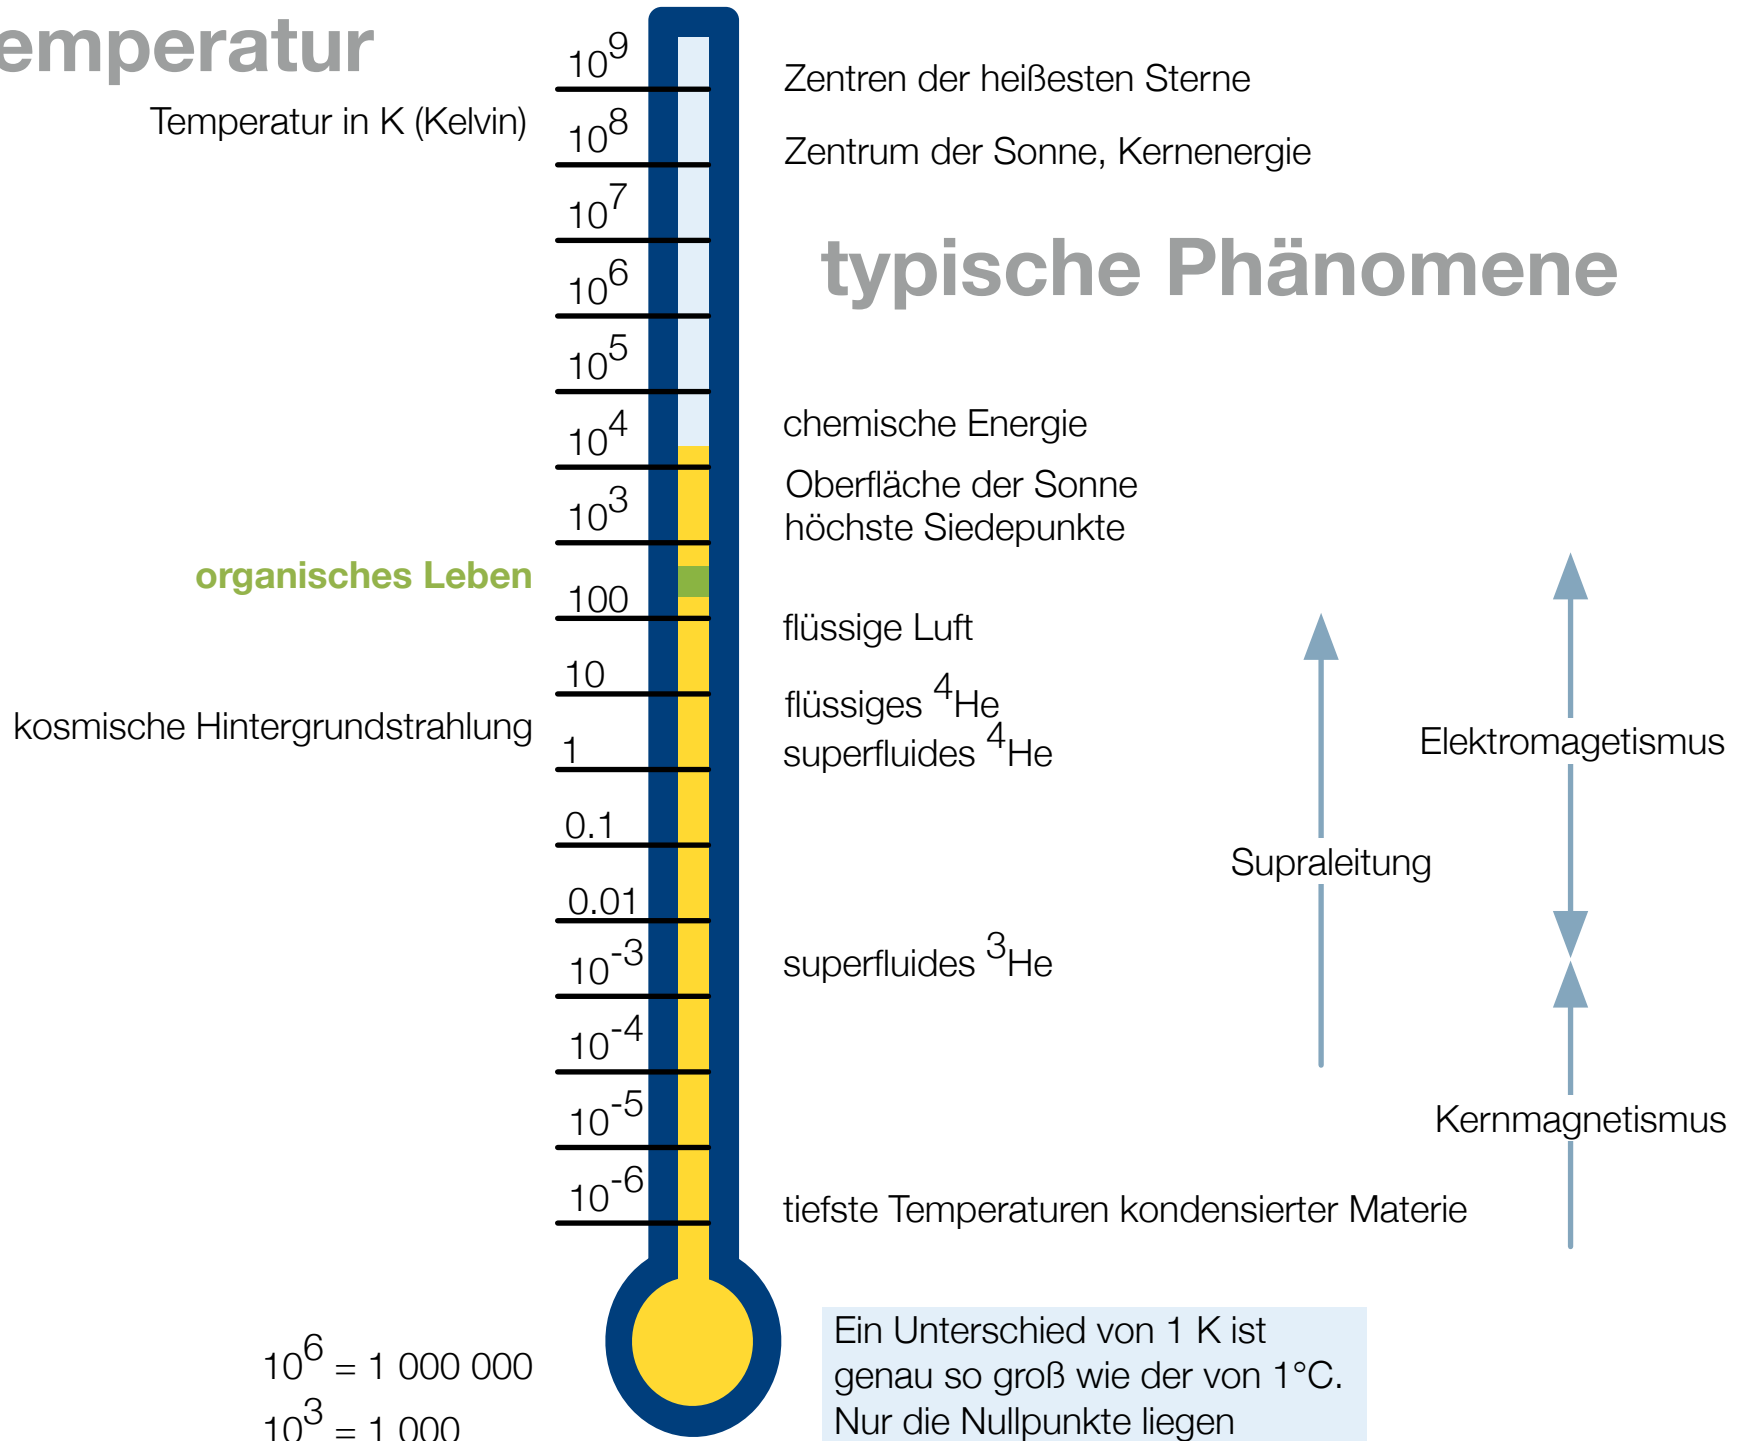 emperatur
Temperatur in K (Kelvin)
10^9
Zentren der heißesten Sterne
10^8
Zentrum der Sonne, Kernenergie
10^7
typische Phänomene
10^6
10^5
chemische Energie
10^4
Oberfläche der Sonne
10^3
höchste Siedepunkte
organisches Leben
100
flüssige Luft
10
flüssiges ^4He
kosmische Hintergrundstrahlung
1
superfluides ^4He
Elektromagetismus
0.1
Supraleitung
0.01
10^-3
superfluides ^3He
10^-4
10^-5
Kernmagnetismus
10^-6
tiefste Temperaturen kondensierter Materie
10^6 = 1 000 000
10^3 = 1 000
Ein Unterschied von 1 K ist
genau so groß wie der von 1°C.
Nur die Nullpunkte liegen